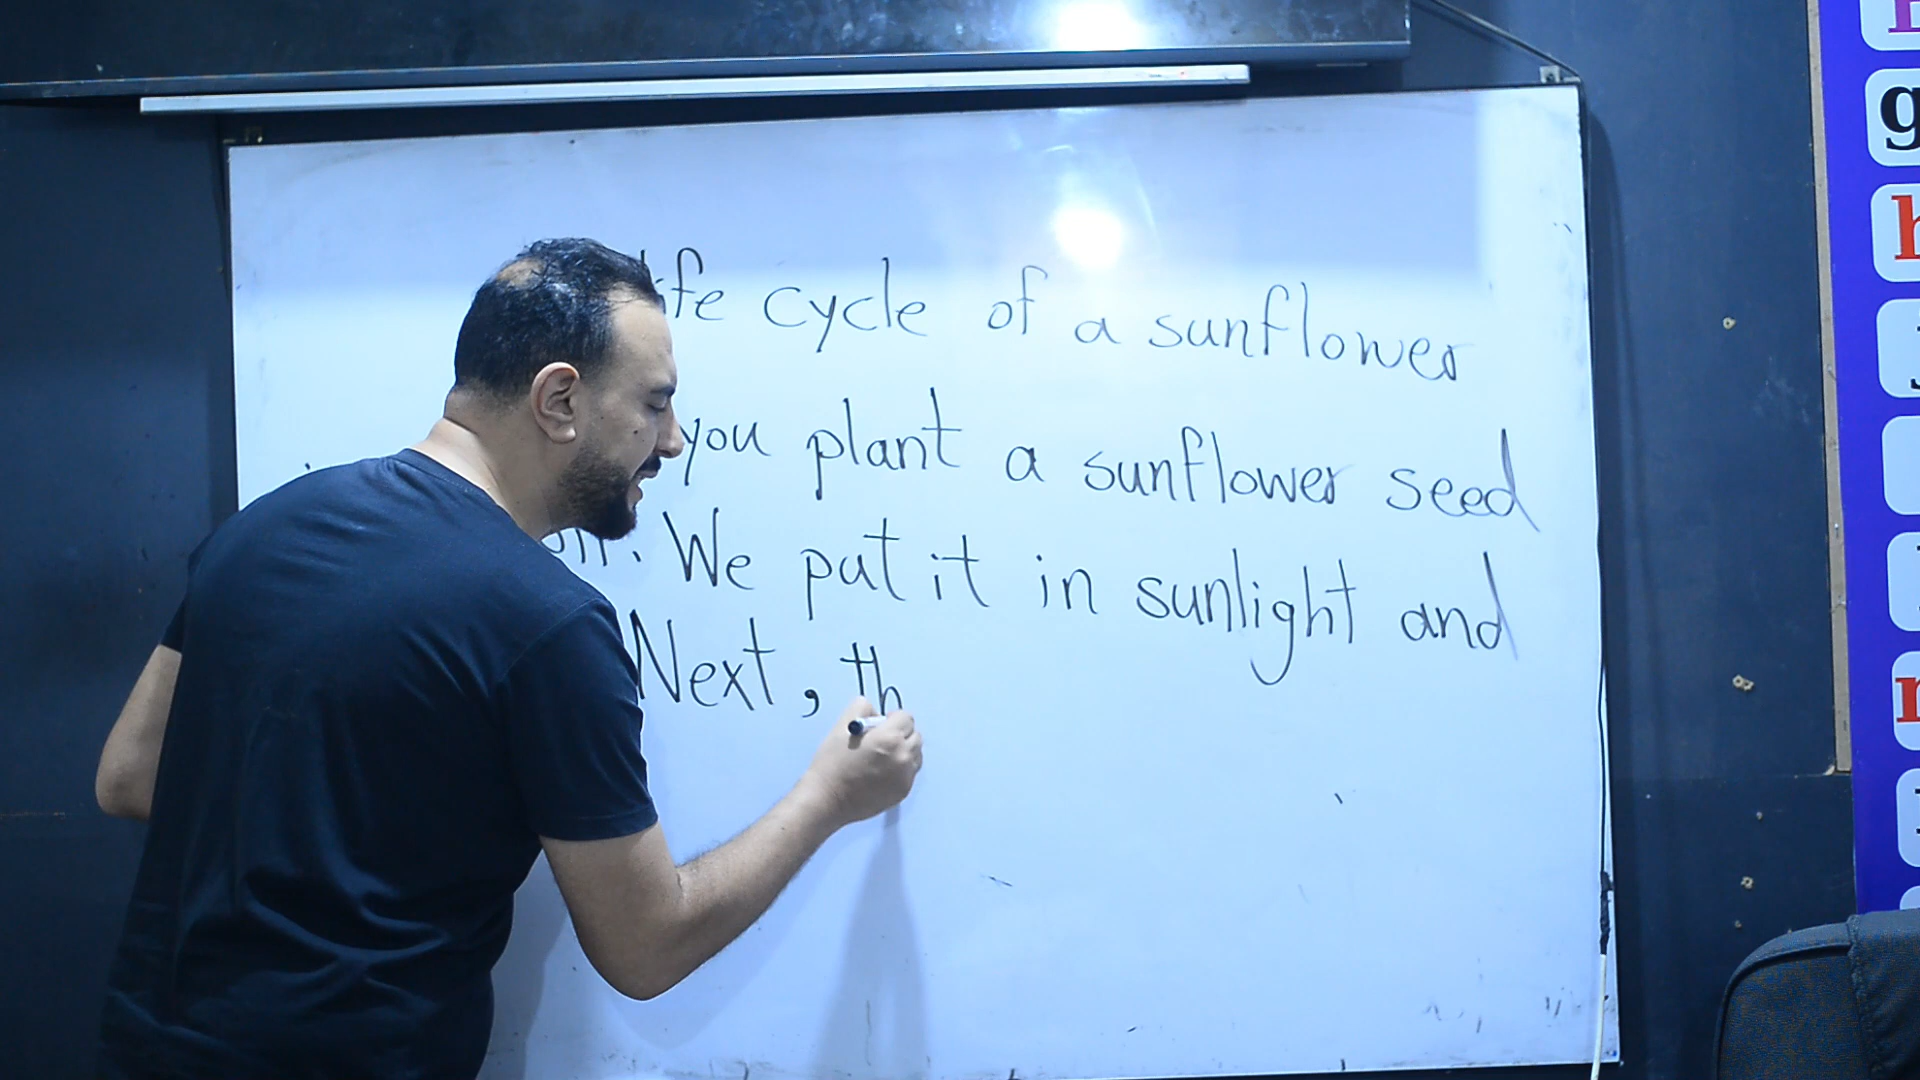 fe cycle of a sunflower
you plant a sunflower seed
We put it in sunlight and
Next, th
g
h